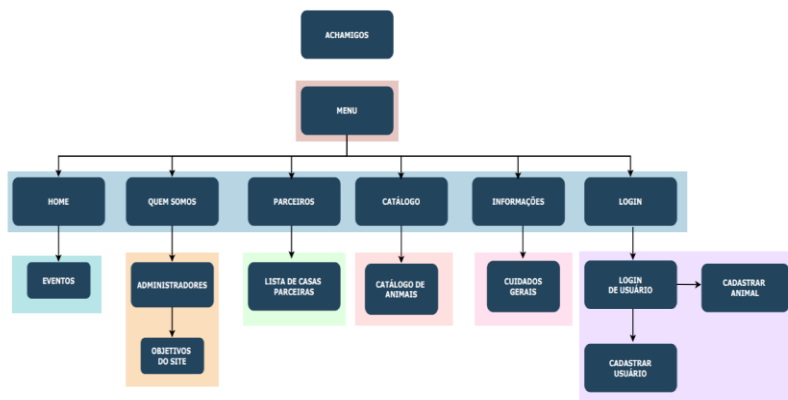 ACHAMIGOS
MENU
HOME
QUEM SOMOS
PARCEIROS
CATÁLOGO
INFORMAÇÕES
LOGIN
EVENTOS
ADMINISTRADORES
LISTA DE CASAS
PARCEIRAS
CATÁLOGO DE
ANIMAIS
CUIDADOS
GERAIS
LOGIN
DE USUÁRIO
CADASTRAR
ANIMAL
OBJETIVOS
DO SITE
CADASTRAR
USUÁRIO